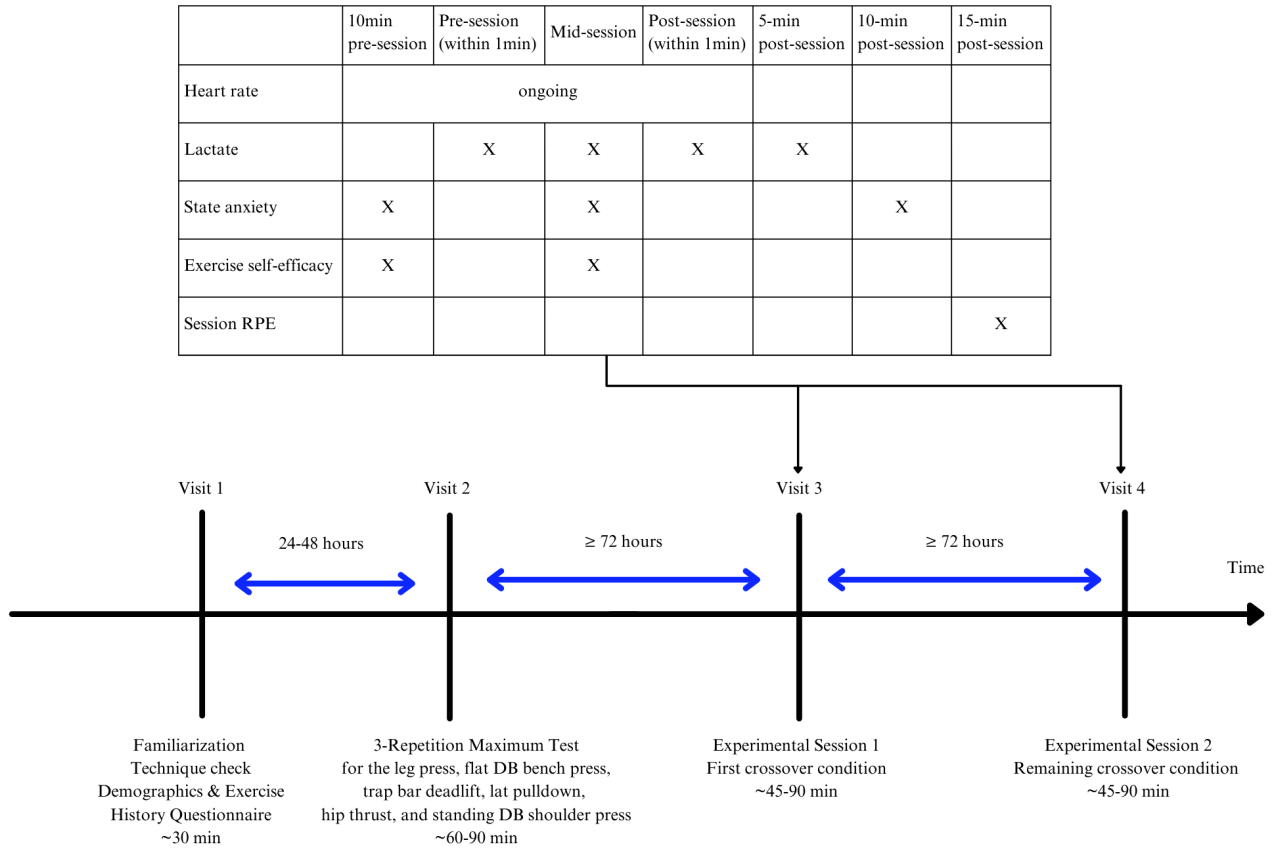 10min pre-session
Pre-session (within 1min)
Mid-session
Post-session (within 1min)
5-min post-session
10-min post-session
15-min post-session
Heart rate
ongoing
Lactate X X X X
State anxiety X X X
Exercise self-efficacy X X
Session RPE X
Visit 1
Visit 2
Visit 3
Visit 4
24-48 hours
≥ 72 hours
≥ 72 hours
Time
Familiarization
Technique check
Demographics & Exercise
History Questionnaire
~30 min
3-Repetition Maximum Test
for the leg press, flat DB bench press,
trap bar deadlift, lat pulldown,
hip thrust, and standing DB shoulder press
~60-90 min
Experimental Session 1
First crossover condition
~45-90 min
Experimental Session 2
Remaining crossover condition
~45-90 min